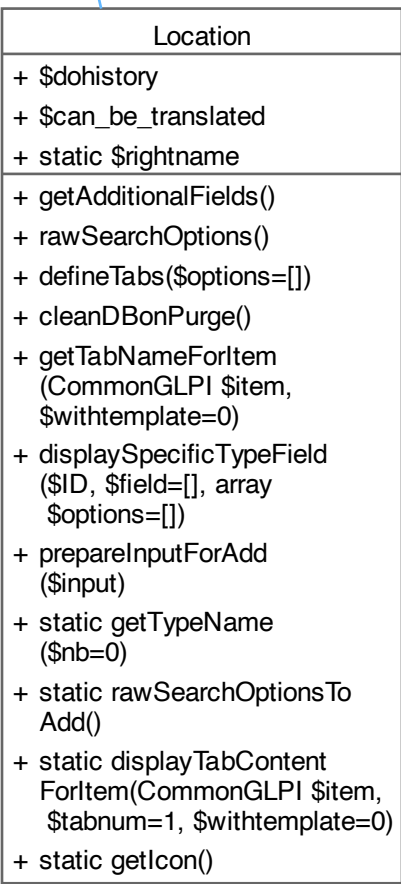 Location
+ $dohistory
+ $can_be_translated
+ static $rightname
+ getAdditionalFields()
+ rawSearchOptions()
+ defineTabs($options=[])
+ cleanDBonPurge()
+ getTabNameForItem
(CommonGLPI $item,
$withtemplate=0)
+ displaySpecificTypeField
($ID, $field=[], array
$options=[])
+ prepareInputForAdd
($input)
+ static getTypeName
($nb=0)
+ static rawSearchOptionsTo
Add()
+ static displayTabContent
ForItem(CommonGLPI $item,
$tabnum=1, $withtemplate=0)
+ static getIcon()